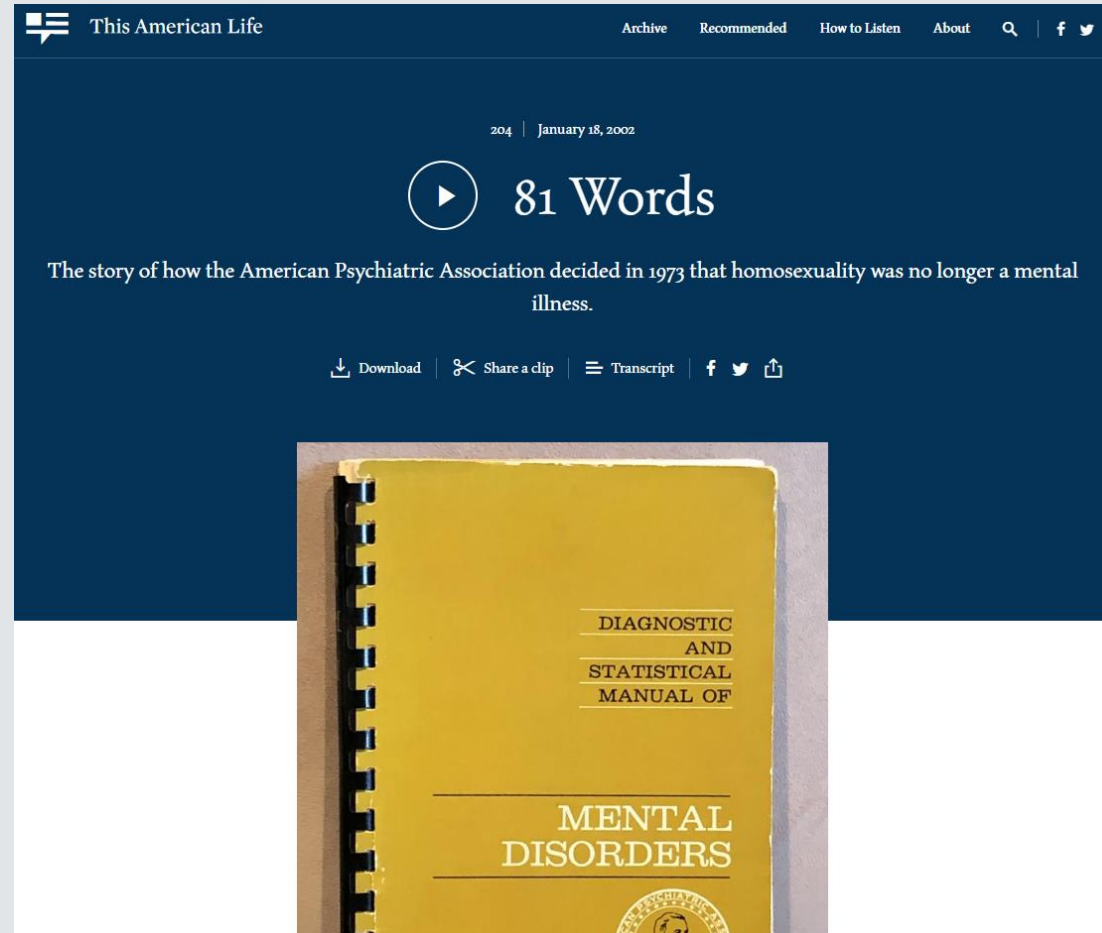 This American Life
Archive Recommended How to Listen About
204 | January 18, 2002
81 Words
The story of how the American Psychiatric Association decided in 1973 that homosexuality was no longer a mental
illness.
Download | Share a clip | Transcript
DIAGNOSTIC
AND
STATISTICAL
MANUAL OF
MENTAL
DISORDERS
PSYCHIATRIC